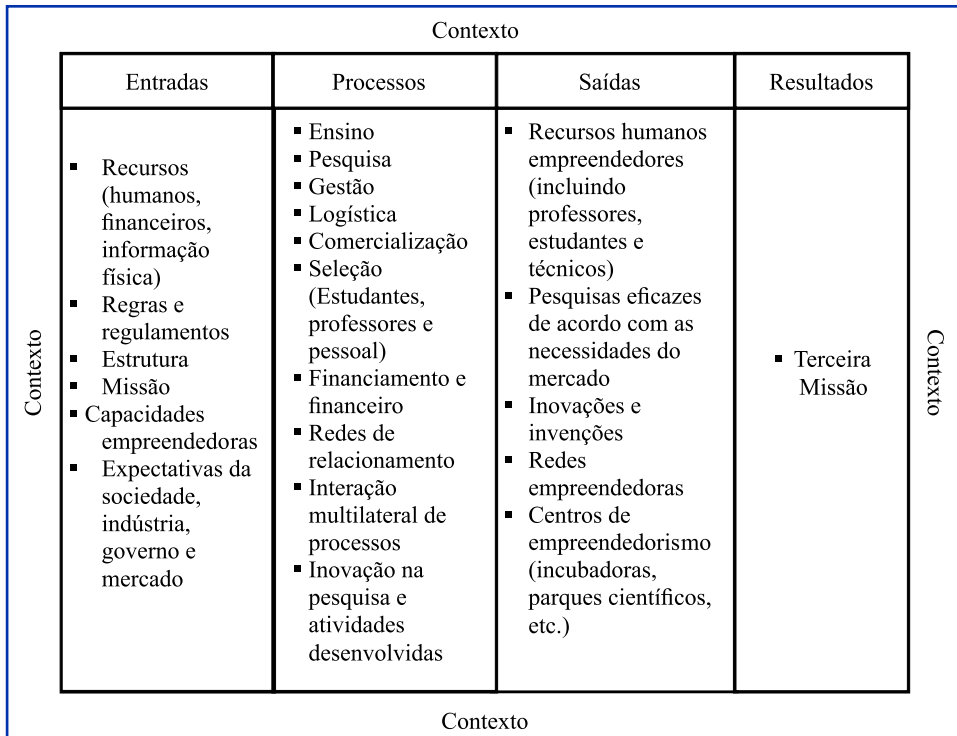 Contexto
Entradas
Processos
Saídas
Resultados
Contexto
Recursos
(humanos,
financeiros,
informação
física)
Regras e
regulamentos
Estrutura
Missão
Capacidades
empreendedoras
Expectativas da
sociedade,
indústria,
governo e
mercado
Ensino
Pesquisa
Gestão
Logística
Comercialização
Seleção
(Estudantes,
professores e
pessoal)
Financiamento e
financeiro
Redes de
relacionamento
Interação
multilateral de
processos
Inovação na
pesquisa e
atividades
desenvolvidas
Recursos humanos
empreendedores
(incluindo
professores,
estudantes e
técnicos)
Pesquisas eficazes
de acordo com as
necessidades do
mercado
Inovações e
invenções
Redes
empreendedoras
Centros de
empreendedorismo
(incubadoras,
parques científicos,
etc.)
Terceira
Missão
Contexto
Contexto